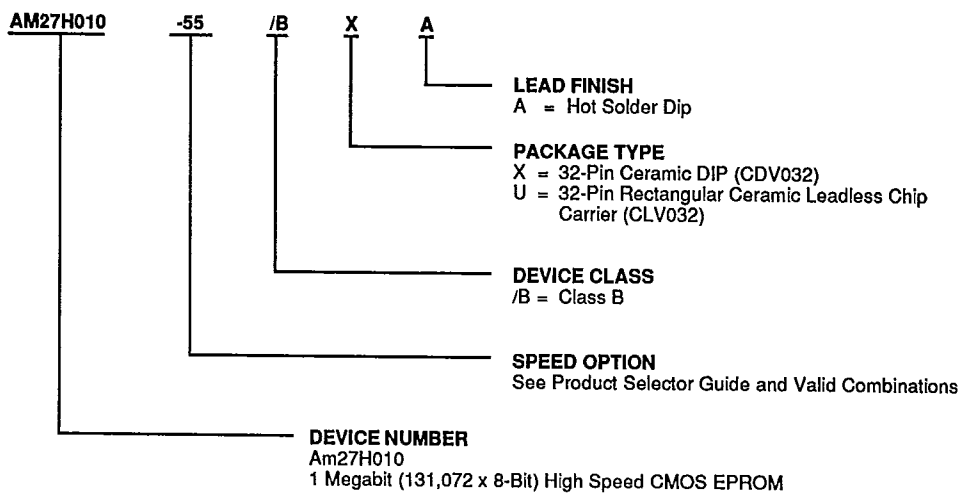 AM27H010 -55 /B X A
LEAD FINISH
A = Hot Solder Dip
PACKAGE TYPE
X = 32-Pin Ceramic DIP (CDV032)
U = 32-Pin Rectangular Ceramic Leadless Chip
Carrier (CLV032)
DEVICE CLASS
/B = Class B
SPEED OPTION
See Product Selector Guide and Valid Combinations
DEVICE NUMBER
Am27H010
1 Megabit (131,072 x 8-Bit) High Speed CMOS EPROM